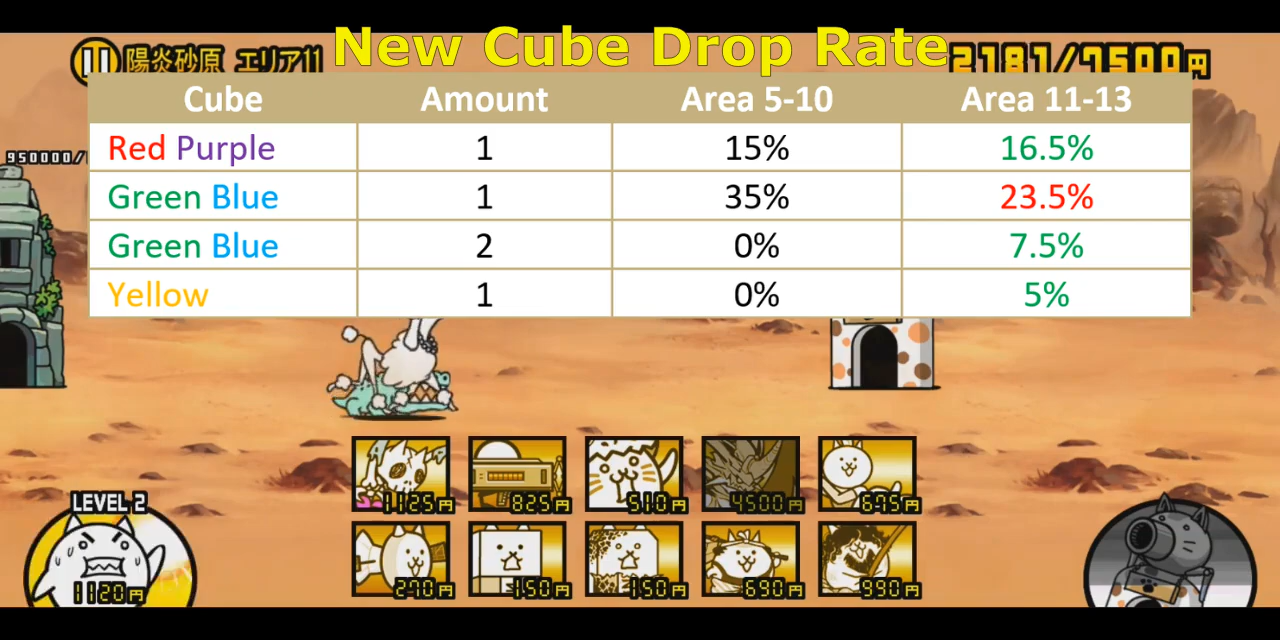 New Cube Drop Rate
陽炎砂原 エリア11
2181/7500円
Cube Amount Area 5-10 Area 11-13
950000/
Red Purple 1 15% 16.5%
Green Blue 1 35% 23.5%
Green Blue 2 0% 7.5%
Yellow 1 0% 5%
1125円 825円 510円 4500円 675円
LEVEL 2
270円 150円 150円 690円 990円
1120円